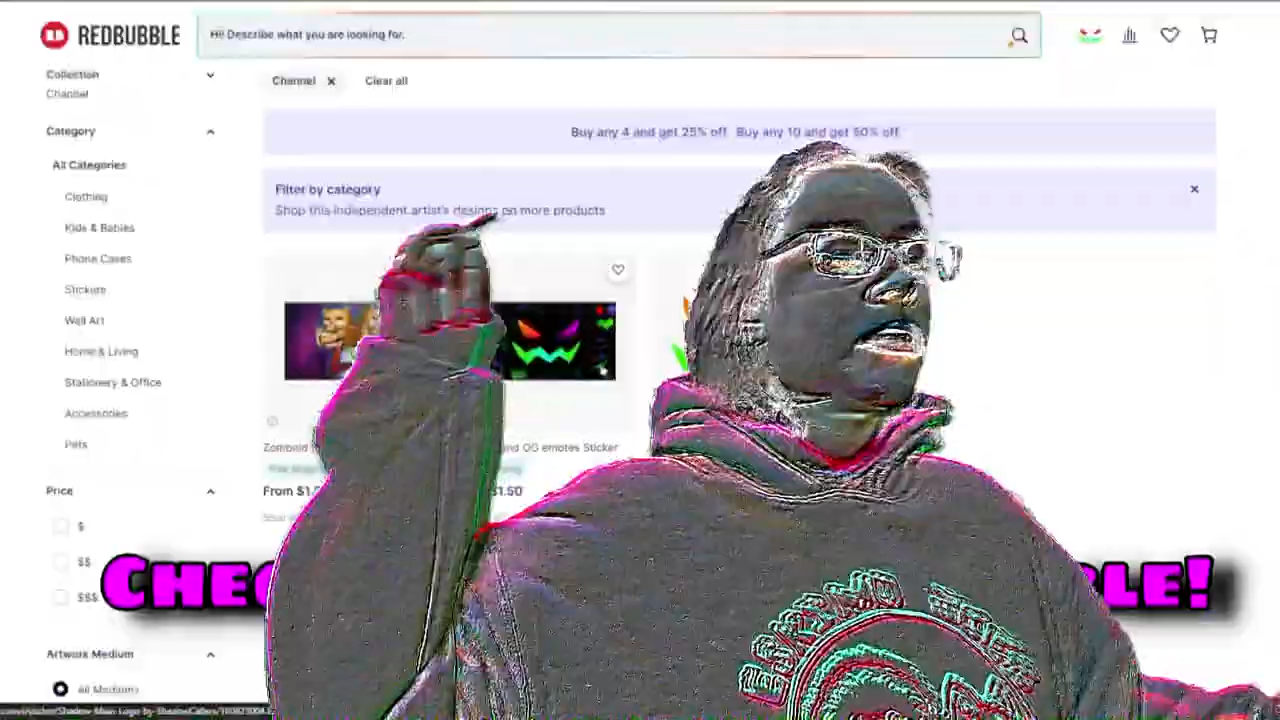 REDBUBBLE
Hi! Describe what you are looking for.
Collection
Channel
Channel × Clear all
Category
Buy any 4 and get 25% off. Buy any 10 and get 50% off.
All Categories
Filter by category
Shop this independent artist's designs on more products
Clothing
Kids & Babies
Phone Cases
Stickers
Wall Art
Home & Living
Stationery & Office
Accessories
Pets
and OG emotes Sticker
Price
From $1.
$1.50
$
$$
$$$
BLE!
Artwork Medium
All Mediums